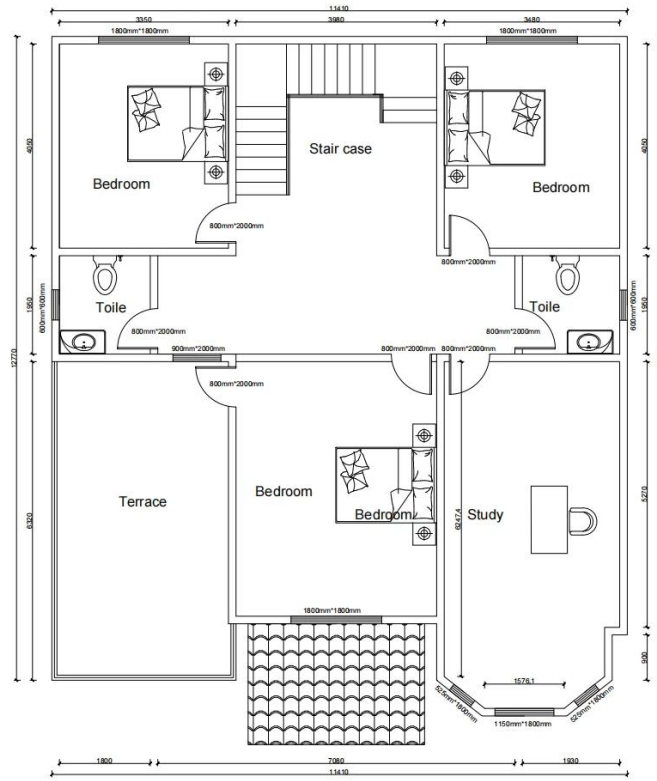 11410
3350
3980
3480
1800mm*1800mm
1800mm*1800mm
4050
4050
Stair case
Bedroom
Bedroom
800mm*2000mm
800mm*2000mm
1950
600mm*600mm
Toile
Toile
600mm*600mm
1950
800mm*2000mm
800mm*2000mm
900mm*2000mm
800mm*2000mm
800mm*2000mm
800mm*2000mm
12770
6320
Terrace
Bedroom
Bedroom
6247.4
Study
5270
1800mm*1800mm
900
1576.1
525mm*1800mm
1150mm*1800mm
525mm*1800mm
1800
7080
1930
11410